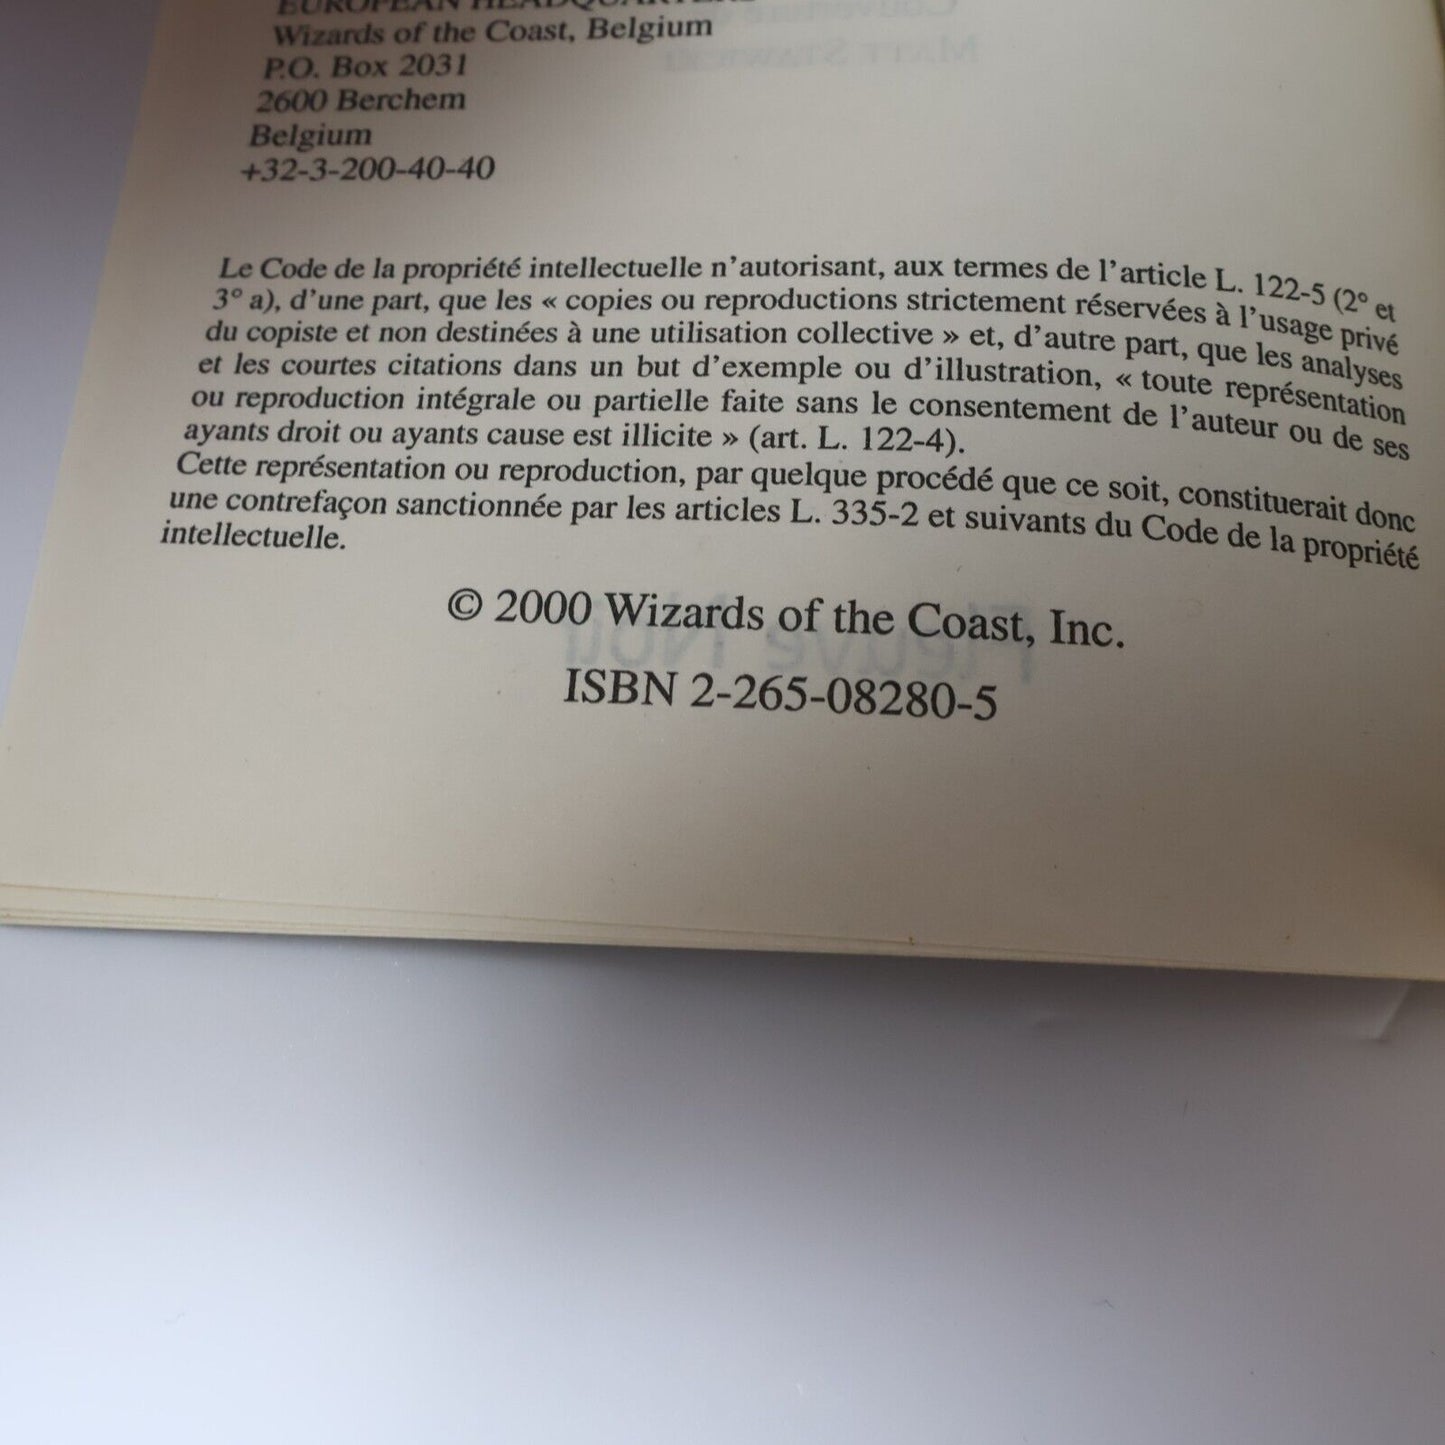 EUROPEAN HEADQUARTERS
Wizards of the Coast, Belgium
P.O. Box 2031
2600 Berchem
Belgium
+32-3-200-40-40
Le Code de la propriété intellectuelle n'autorisant, aux termes de l'article L. 122-5 (2° et
3° a), d'une part, que les « copies ou reproductions strictement réservées à l'usage privé
du copiste et non destinées à une utilisation collective » et, d'autre part, que les analyses
et les courtes citations dans un but d'exemple ou d'illustration, « toute représentation
ou reproduction intégrale ou partielle faite sans le consentement de l'auteur ou de ses
ayants droit ou ayants cause est illicite » (art. L. 122-4).
Cette représentation ou reproduction, par quelque procédé que ce soit, constituerait donc
une contrefaçon sanctionnée par les articles L. 335-2 et suivants du Code de la propriété
intellectuelle.
© 2000 Wizards of the Coast, Inc.
ISBN 2-265-08280-5